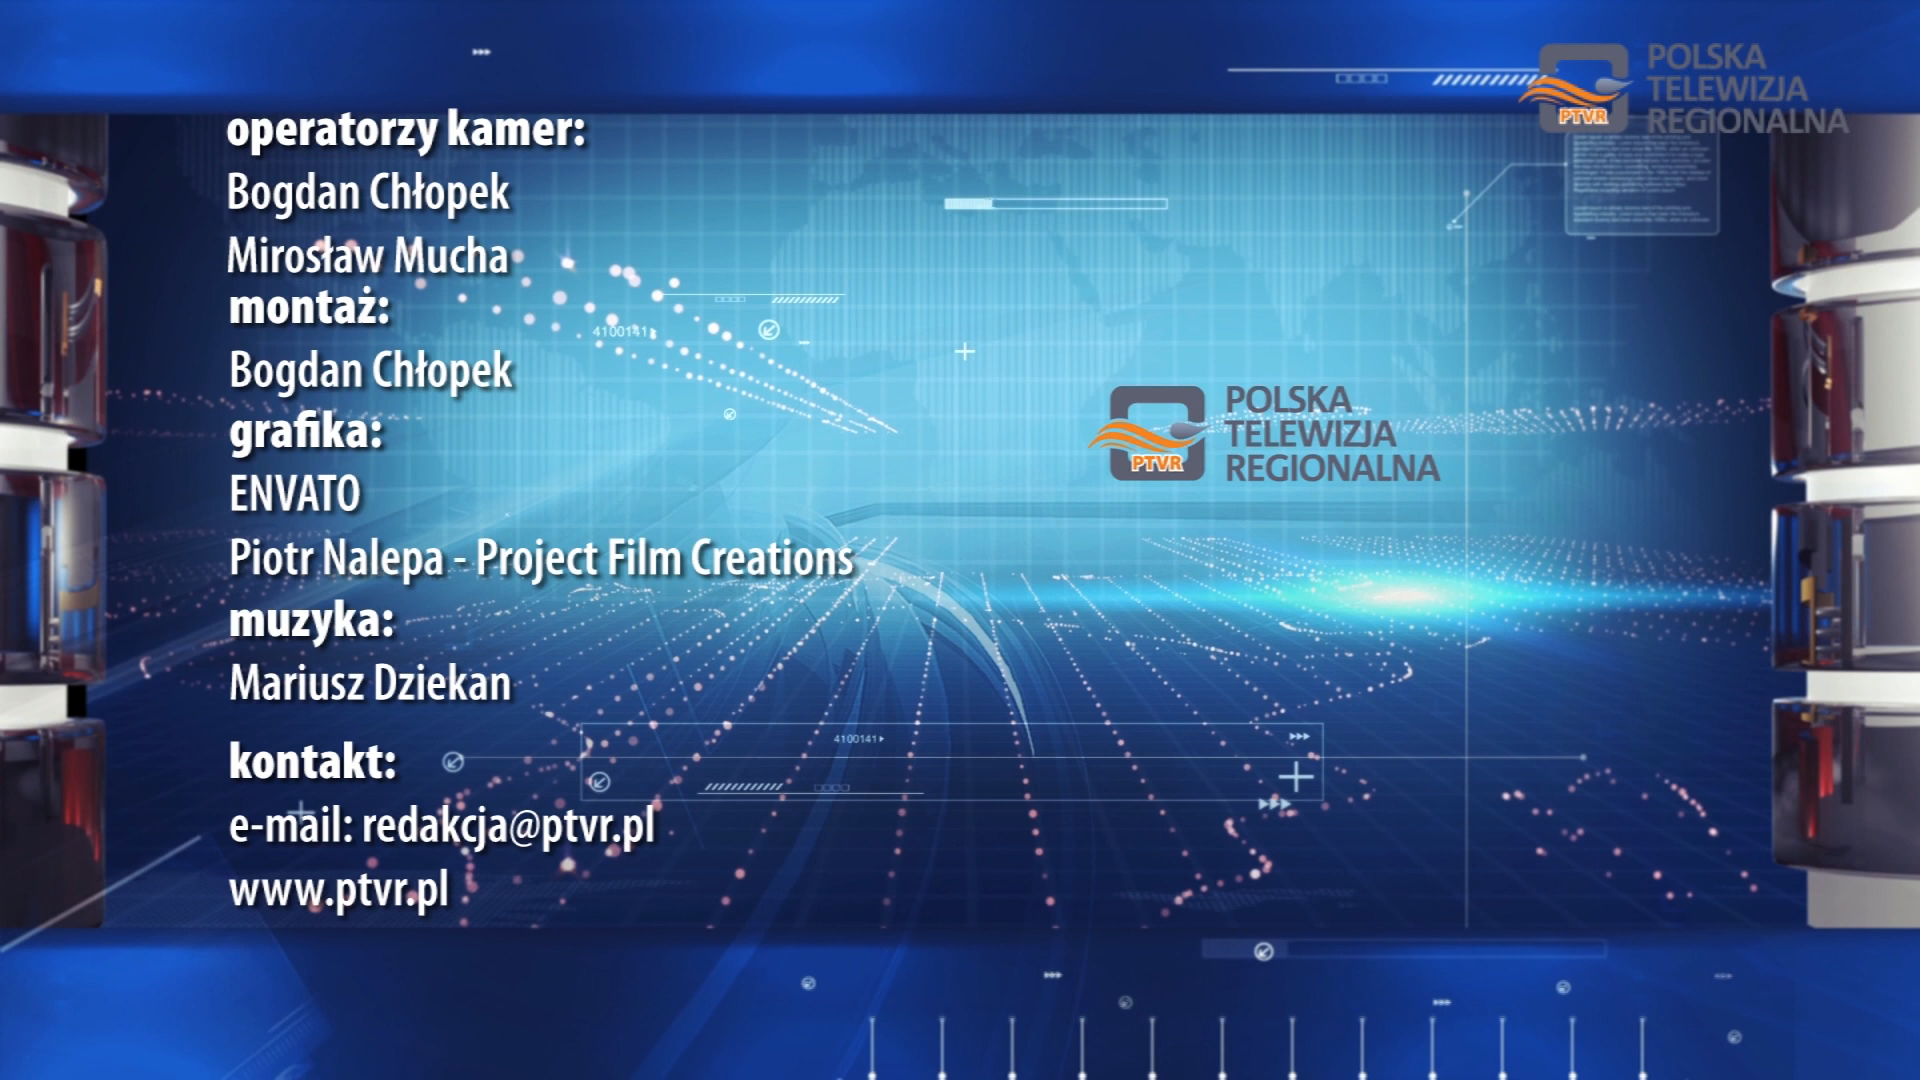 POLSKA
TELEWIZJA
REGIONALNA
PTVR
operatorzy kamer:
Bogdan Chłopek
Mirosław Mucha
montaż:
Bogdan Chłopek
grafika:
ENVATO
Piotr Nalepa - Project Film Creations
muzyka:
Mariusz Dziekan
kontakt:
e-mail: redakcja@ptvr.pl
www.ptvr.pl
POLSKA
TELEWIZJA
REGIONALNA
PTVR
4100141
4100141